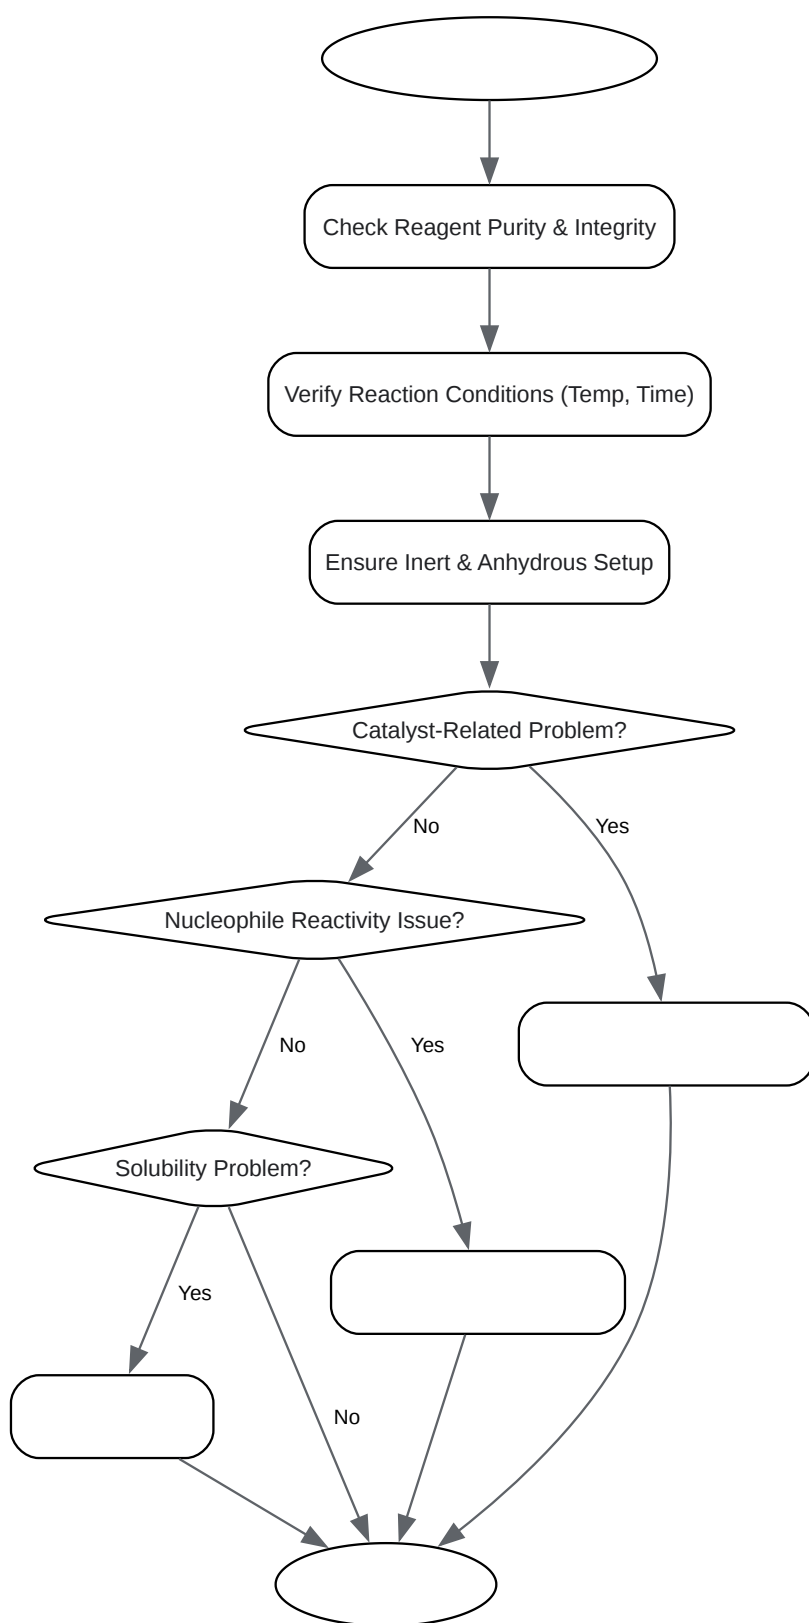 Check Reagent Purity & Integrity
Verify Reaction Conditions (Temp, Time)
Ensure Inert & Anhydrous Setup
Catalyst-Related Problem?
No
Yes
Nucleophile Reactivity Issue?
No
Yes
Solubility Problem?
Yes
No